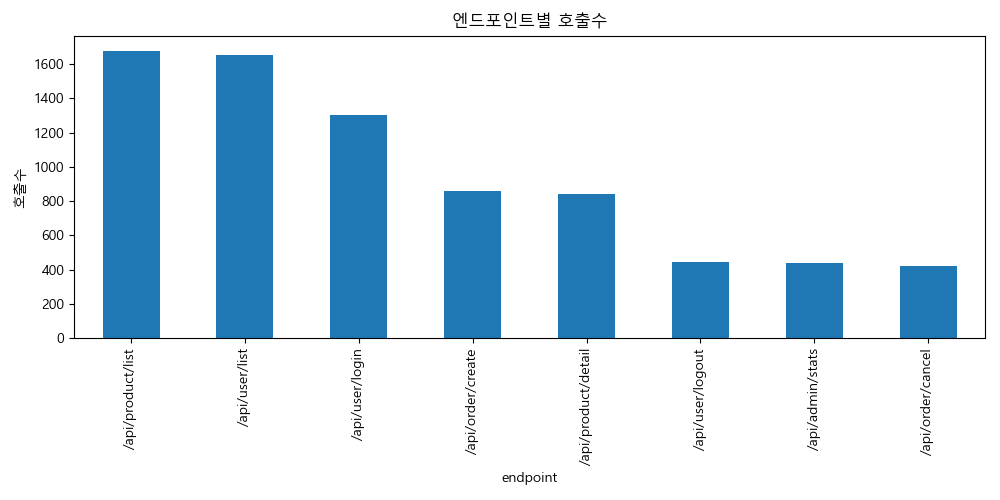 엔드포인트별 호출수
호출수
1600
1400
1200
1000
800
600
400
200
0
/api/product/list
/api/user/list
/api/user/login
/api/order/create
/api/product/detail
/api/user/logout
/api/admin/stats
/api/order/cancel
endpoint